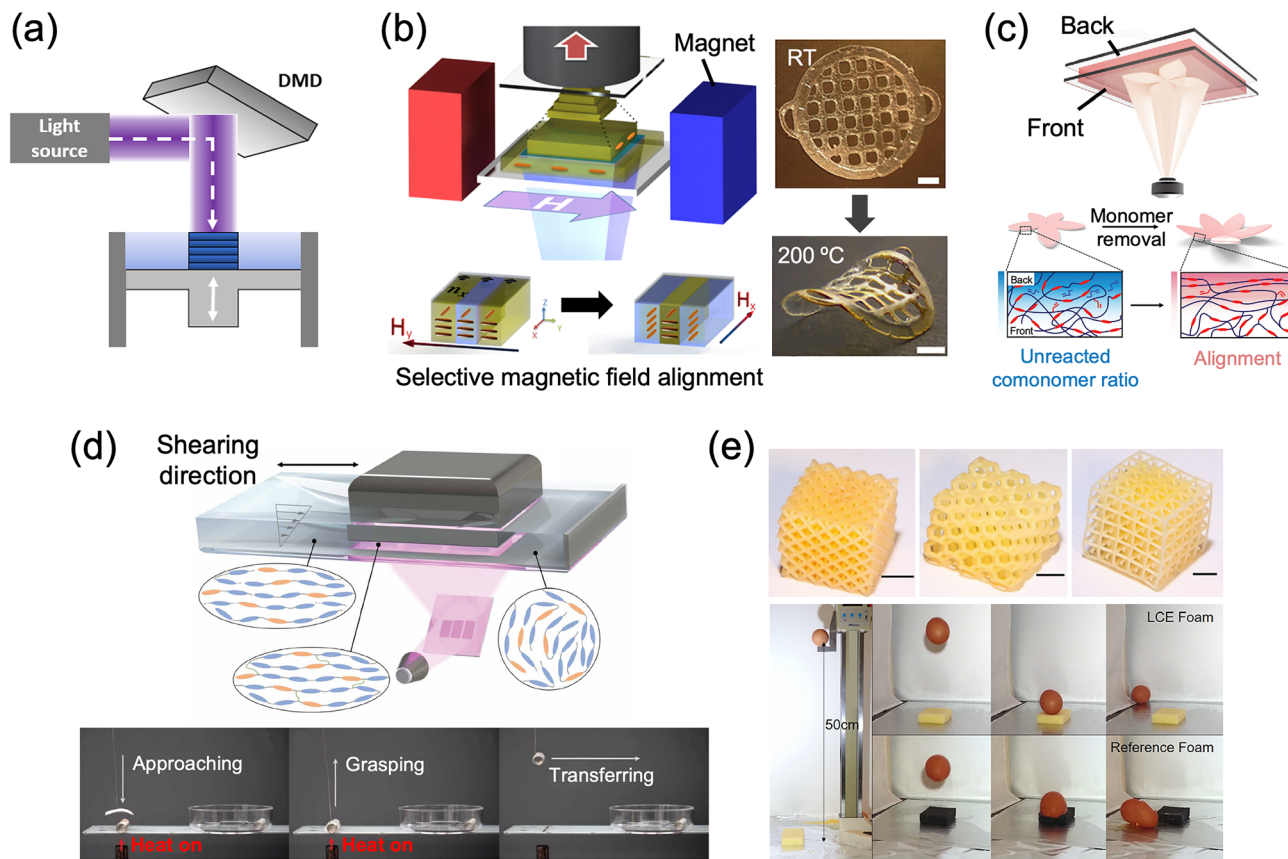 (a)
DMD
Light
source
(b)
Magnet
H
RT
200 ºC
Hy
nx
Z
Y
X
Hx
Selective magnetic field alignment
(c)
Back
Front
Monomer
removal
Back
Front
Unreacted
comonomer ratio
Alignment
(d)
Shearing
direction
Approaching
Heat on
Grasping
Heat on
Transferring
(e)
50cm
LCE Foam
Reference Foam